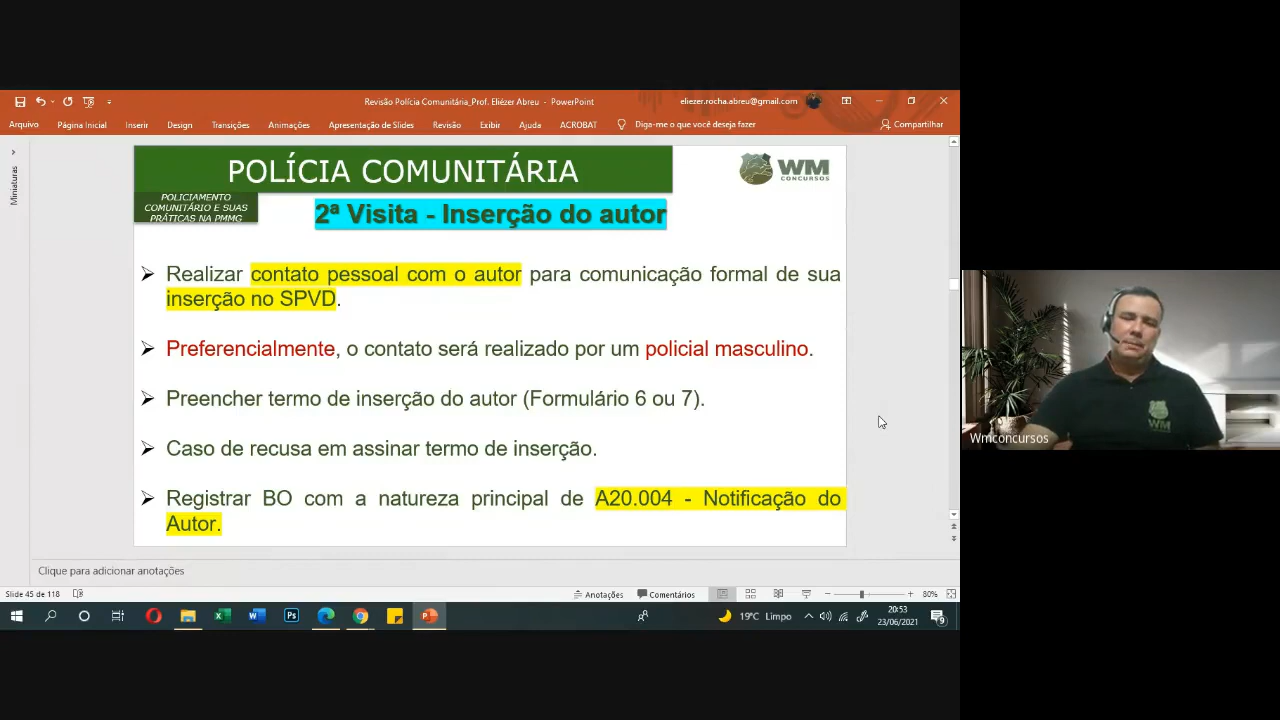 Revisão Polícia Comunitária_Prof. Eliézer Abreu - PowerPoint
eliezer.rocha.abreu@gmail.com
Arquivo Página Inicial Inserir Design Transições Animações Apresentação de Slides Revisão Exibir Ajuda ACROBAT Diga-me o que você deseja fazer Compartilhar
Miniaturas
POLÍCIA COMUNITÁRIA
WM
CONCURSOS
POLICIAMENTO
COMUNITÁRIO E SUAS
PRÁTICAS NA PMMG
2ª Visita - Inserção do autor
Realizar contato pessoal com o autor para comunicação formal de sua
inserção no SPVD.
Preferencialmente, o contato será realizado por um policial masculino.
Preencher termo de inserção do autor (Formulário 6 ou 7).
Caso de recusa em assinar termo de inserção.
Registrar BO com a natureza principal de A20.004 - Notificação do
Autor.
WM
Wmconcursos
Clique para adicionar anotações
Slide 45 de 118 Anotações Comentários 80%
Ps
19°C Limpo
20:53
23/06/2021
9